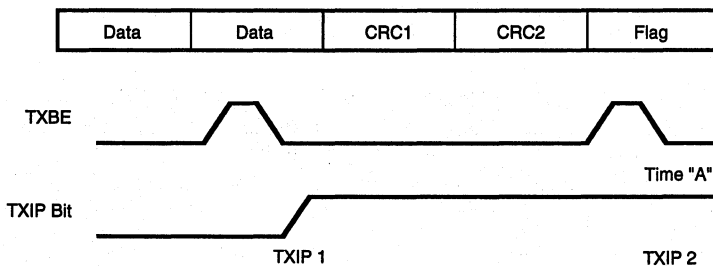 Data Data CRC1 CRC2 Flag
TXBE
Time "A"
TXIP Bit
TXIP 1 TXIP 2